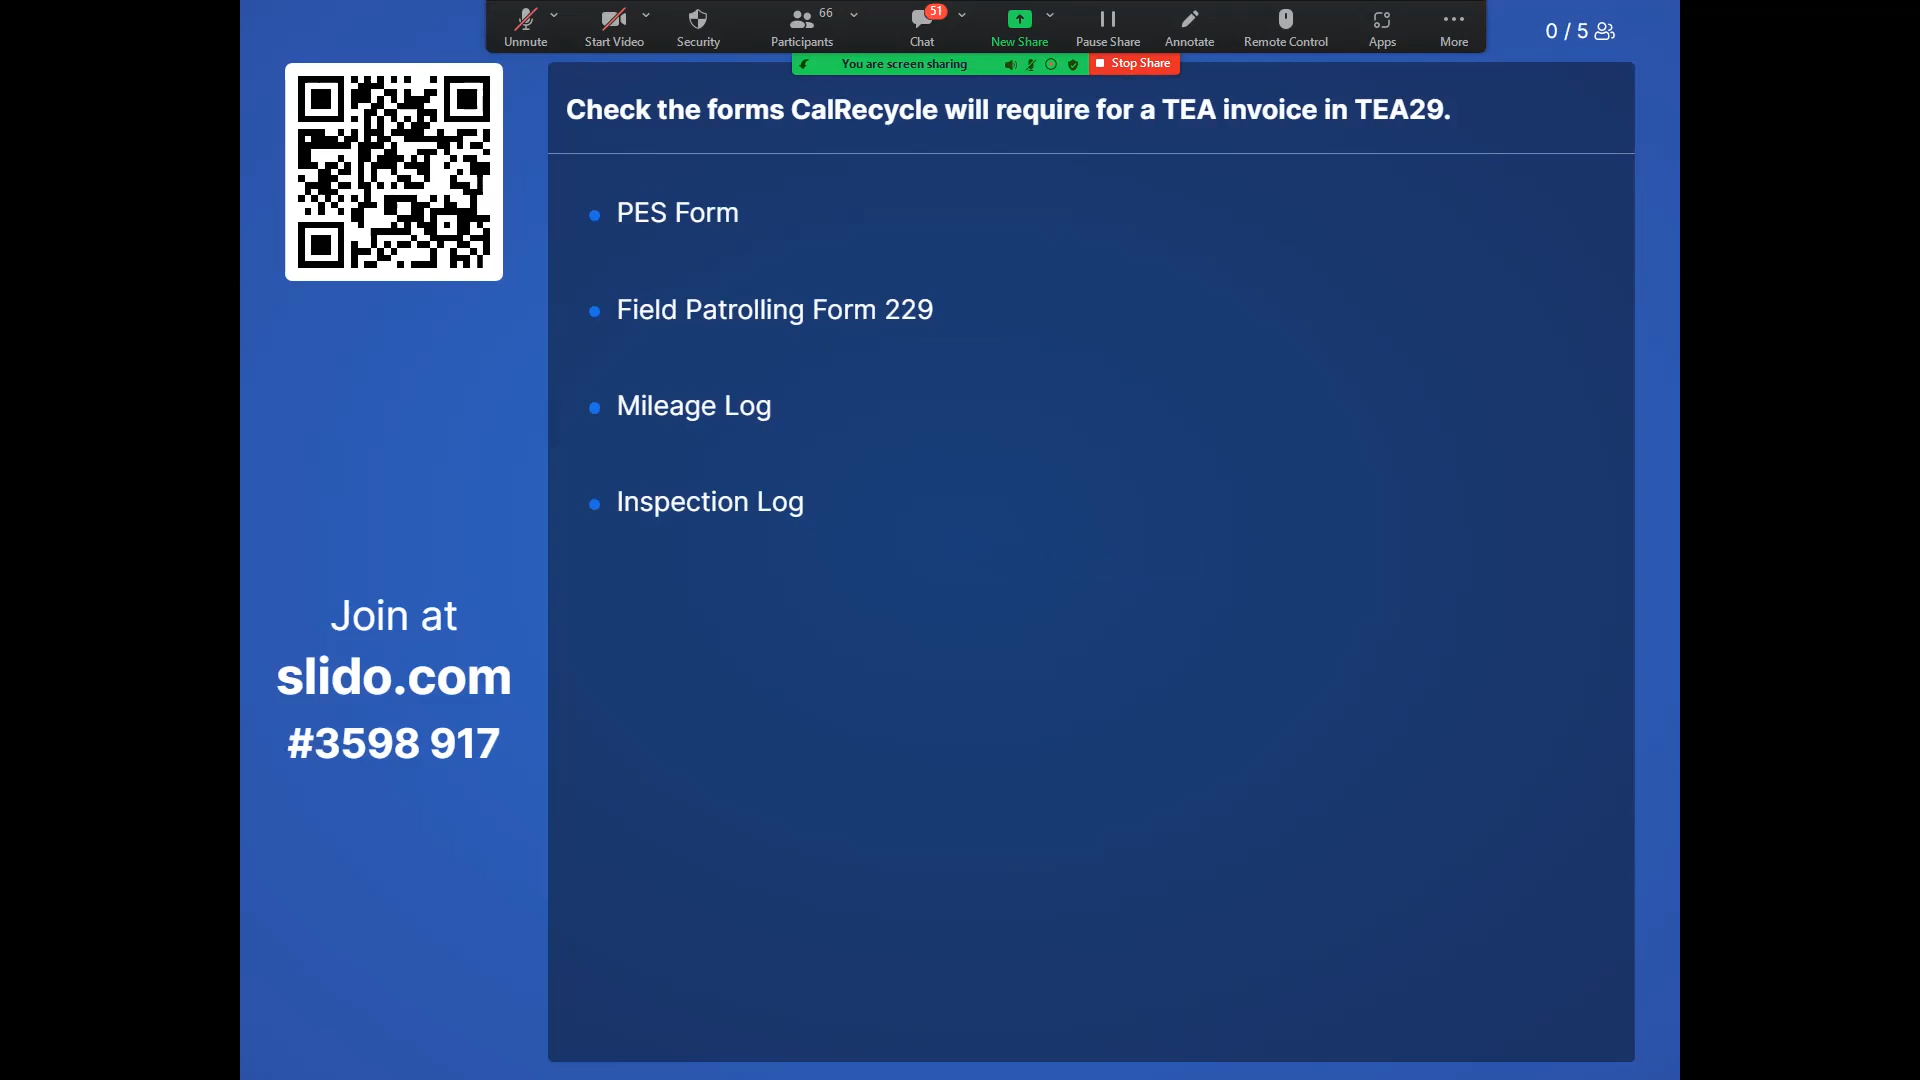 Unmute
Start Video
Security
66
Participants
51
Chat
New Share
Pause Share
Annotate
Remote Control
Apps
More
0 / 5
You are screen sharing
Stop Share
Check the forms CalRecycle will require for a TEA invoice in TEA29.
PES Form
Field Patrolling Form 229
Mileage Log
Inspection Log
Join at
slido.com
#3598 917